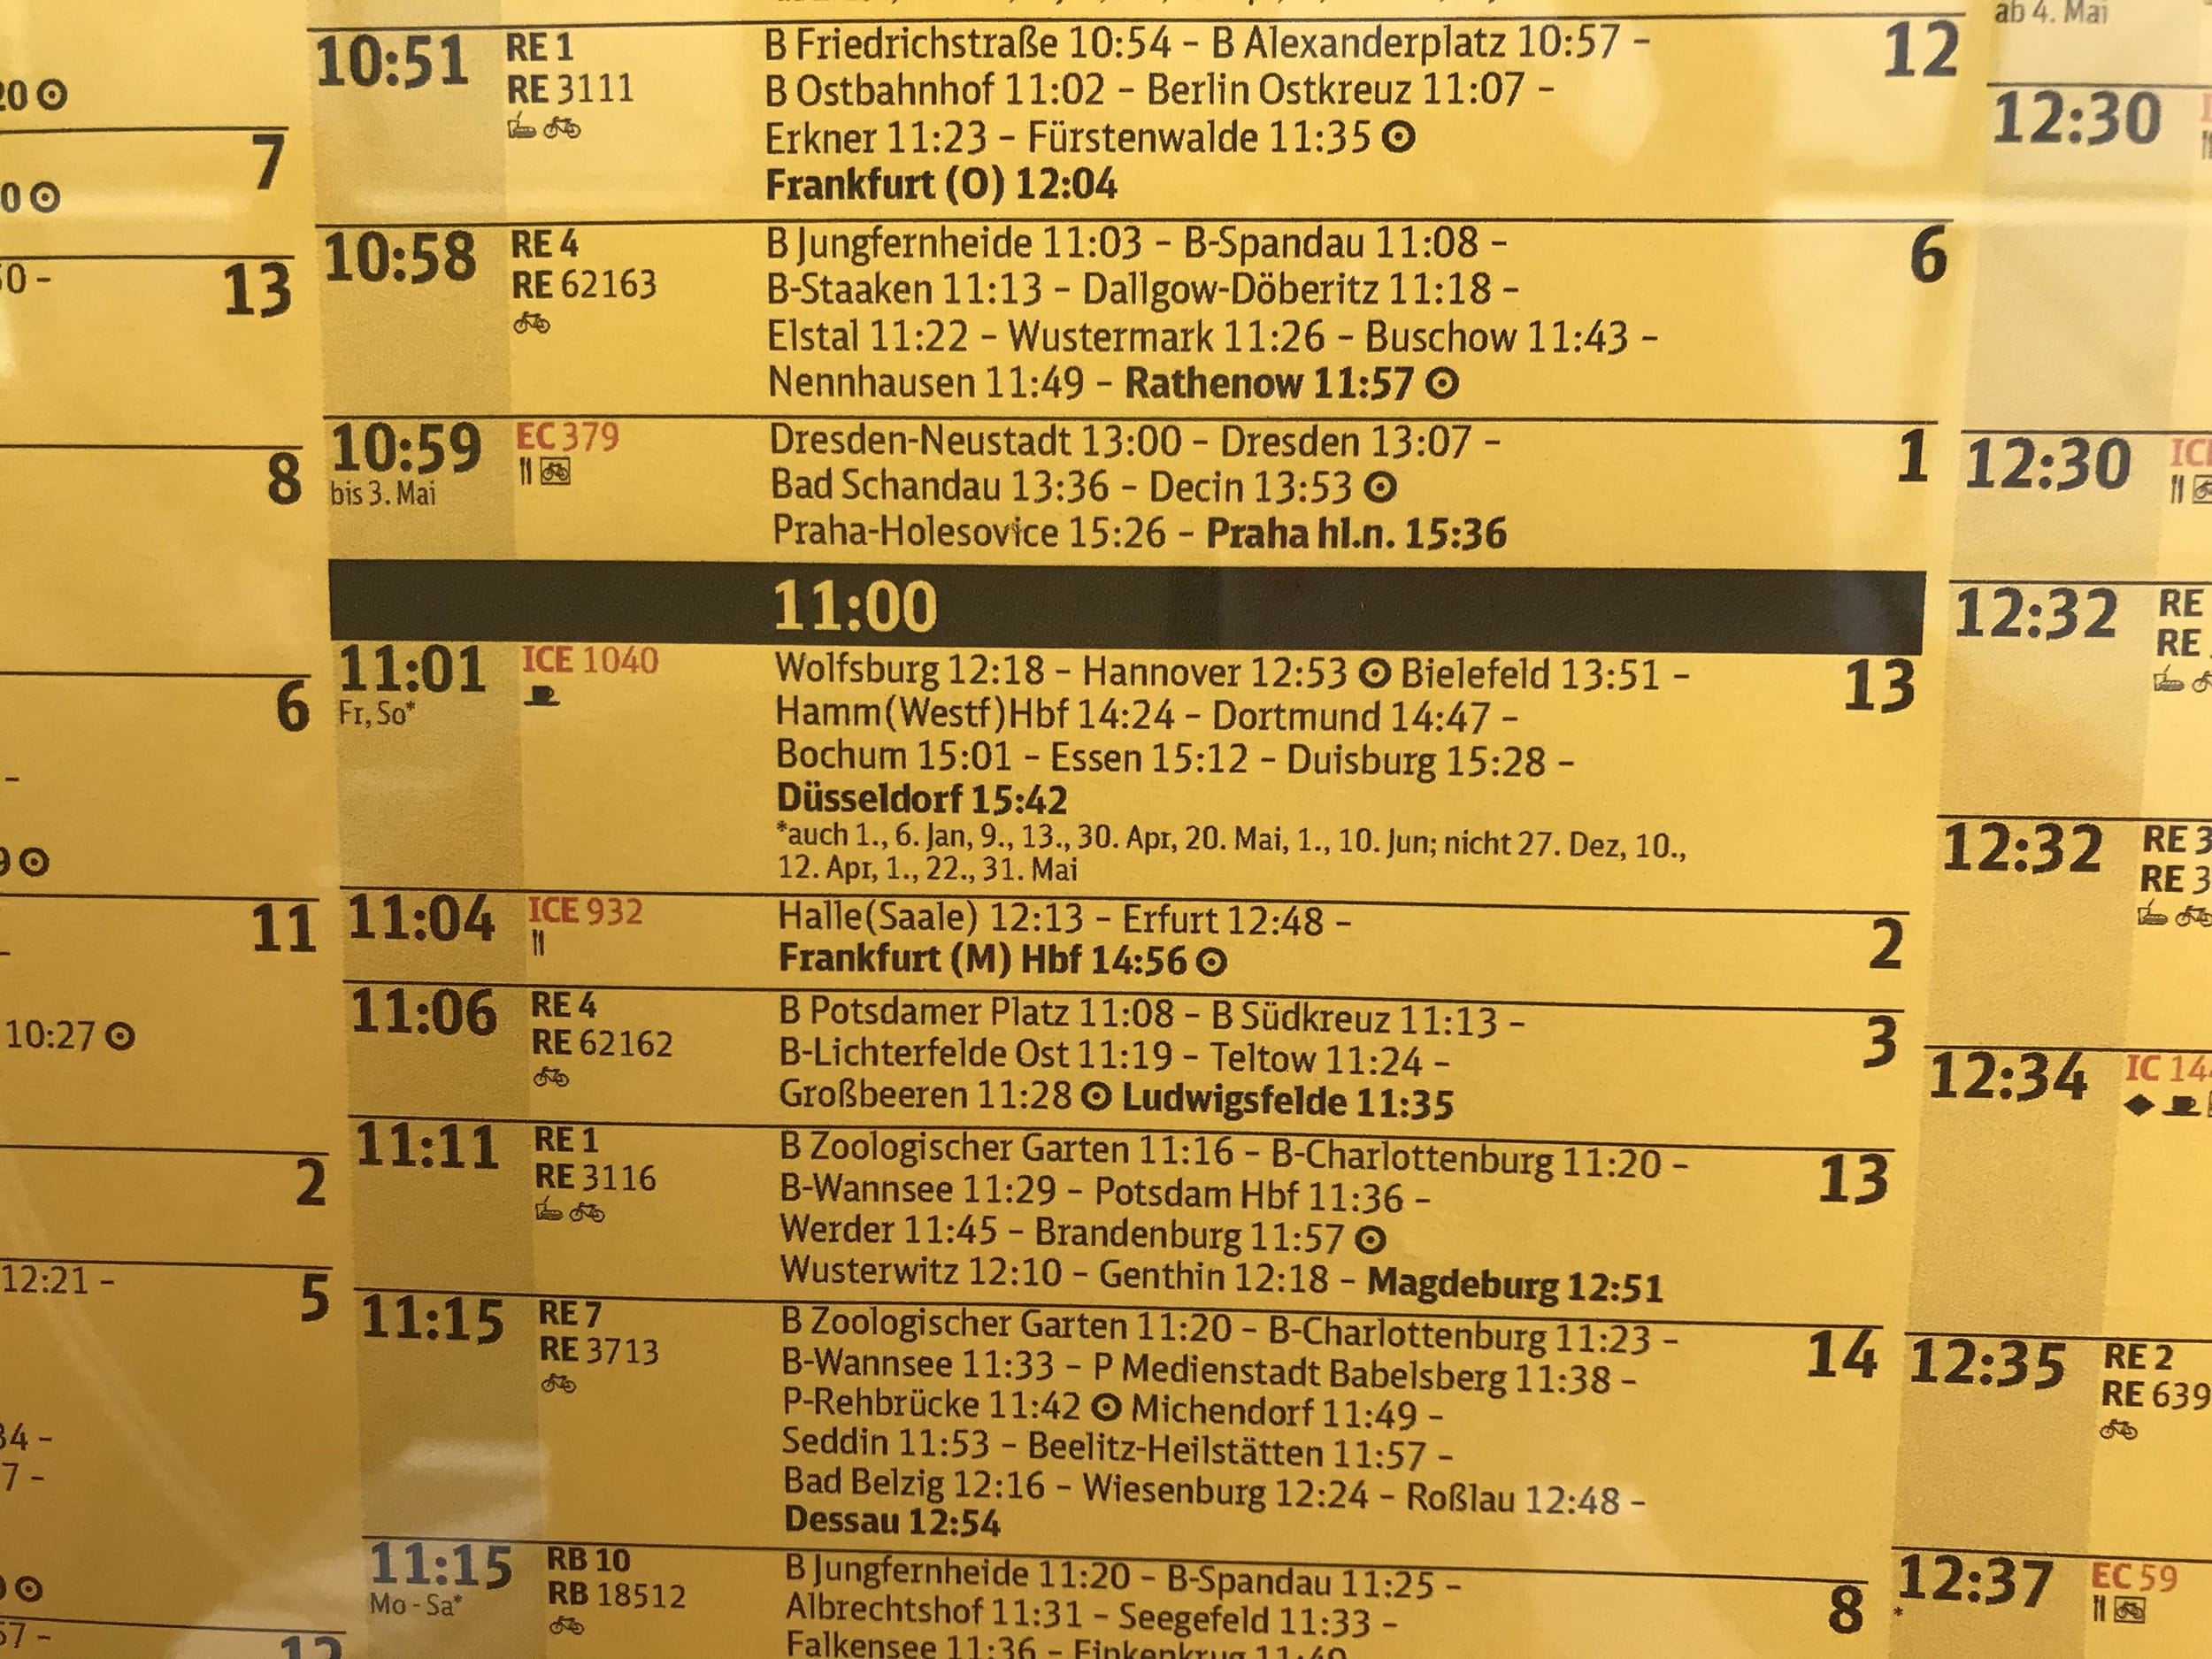 20
7
0
50 -
13
8
6
-
9
11
-
10:27
2
12:21 -
5
34 -
7 -
57 -
10:51 RE 1 B Friedrichstraße 10:54 – B Alexanderplatz 10:57 – 12
RE 3111 B Ostbahnhof 11:02 – Berlin Ostkreuz 11:07 –
Erkner 11:23 – Fürstenwalde 11:35
Frankfurt (O) 12:04
10:58 RE 4 B Jungfernheide 11:03 – B-Spandau 11:08 – 6
RE 62163 B-Staaken 11:13 – Dallgow-Döberitz 11:18 –
Elstal 11:22 – Wustermark 11:26 – Buschow 11:43 –
Nennhausen 11:49 – Rathenow 11:57
10:59 EC 379 Dresden-Neustadt 13:00 – Dresden 13:07 – 1
bis 3. Mai Bad Schandau 13:36 – Decin 13:53
Praha-Holesovice 15:26 – Praha hl.n. 15:36
11:00
11:01 ICE 1040 Wolfsburg 12:18 – Hannover 12:53 Bielefeld 13:51 – 13
Fr, So* Hamm(Westf)Hbf 14:24 – Dortmund 14:47 –
Bochum 15:01 – Essen 15:12 – Duisburg 15:28 –
Düsseldorf 15:42
*auch 1., 6. Jan, 9., 13., 30. Apr, 20. Mai, 1., 10. Jun; nicht 27. Dez, 10.,
12. Apr, 1., 22., 31. Mai
11:04 ICE 932 Halle(Saale) 12:13 – Erfurt 12:48 – 2
Frankfurt (M) Hbf 14:56
11:06 RE 4 B Potsdamer Platz 11:08 – B Südkreuz 11:13 – 3
RE 62162 B-Lichterfelde Ost 11:19 – Teltow 11:24 –
Großbeeren 11:28 Ludwigsfelde 11:35
11:11 RE 1 B Zoologischer Garten 11:16 – B-Charlottenburg 11:20 – 13
RE 3116 B-Wannsee 11:29 – Potsdam Hbf 11:36 –
Werder 11:45 – Brandenburg 11:57
Wusterwitz 12:10 – Genthin 12:18 – Magdeburg 12:51
11:15 RE 7 B Zoologischer Garten 11:20 – B-Charlottenburg 11:23 – 14
RE 3713 B-Wannsee 11:33 – P Medienstadt Babelsberg 11:38 –
P-Rehbrücke 11:42 Michendorf 11:49 –
Seddin 11:53 – Beelitz-Heilstätten 11:57 –
Bad Belzig 12:16 – Wiesenburg 12:24 – Roßlau 12:48 –
Dessau 12:54
11:15 RB 10 B Jungfernheide 11:20 – B-Spandau 11:25 – 8
Mo - Sa* RB 18512 Albrechtshof 11:31 – Seegefeld 11:33 –
Falkensee 11:36 – Finkenkrug 11:40
ab 4. Mai
12:30
12:30 ICE
12:32 RE
RE
12:32 RE 3
RE 3
12:34 IC 14
12:35 RE 2
RE 639
12:37 EC 59
*